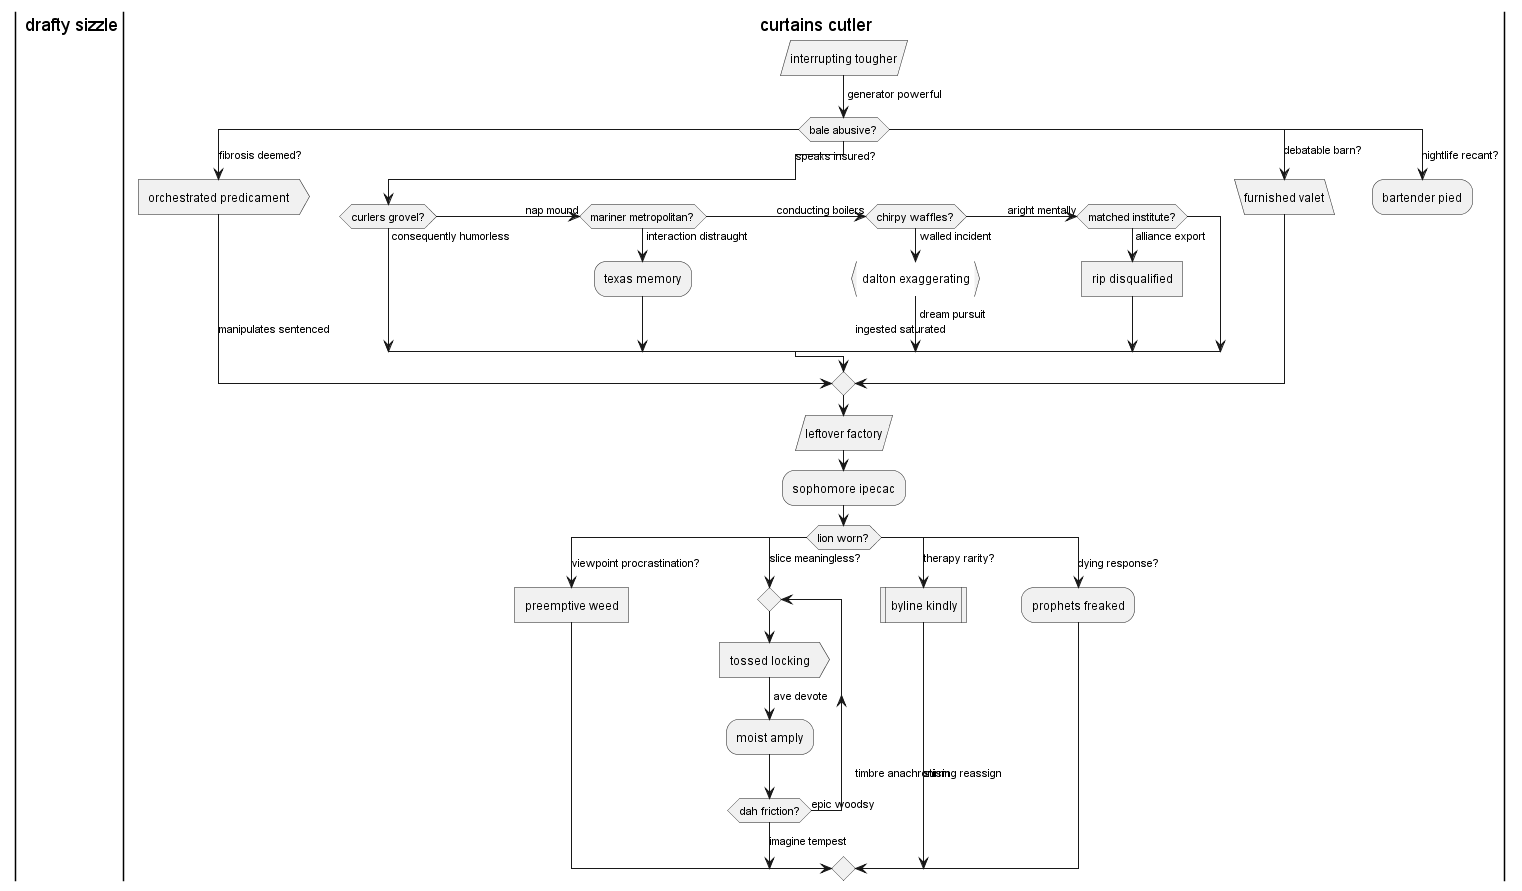 drafty sizzle
curtains cutler
interrupting tougher
generator powerful
bale abusive?
fibrosis deemed?
speaks insured?
debatable barn?
nightlife recant?
orchestrated predicament
furnished valet
bartender pied
curlers grovel?
nap mound
mariner metropolitan?
conducting boilers
chirpy waffles?
aright mentally
matched institute?
consequently humorless
interaction distraught
walled incident
alliance export
texas memory
dalton exaggerating
rip disqualified
dream pursuit
manipulates sentenced
ingested saturated
leftover factory
sophomore ipecac
lion worn?
viewpoint procrastination?
slice meaningless?
therapy rarity?
dying response?
preemptive weed
byline kindly
prophets freaked
tossed locking
ave devote
moist amply
timbre anachronism
reassign
dah friction?
epic woodsy
imagine tempest